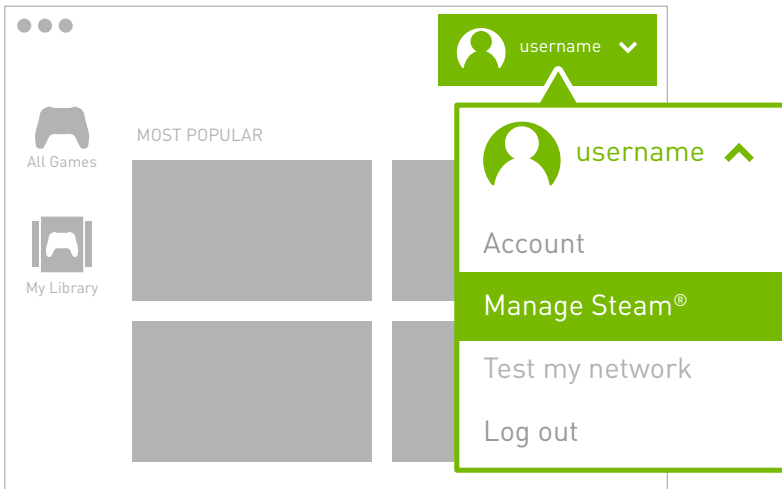 username
All Games
MOST POPULAR
My Library
username
Account
Manage Steam®
Test my network
Log out